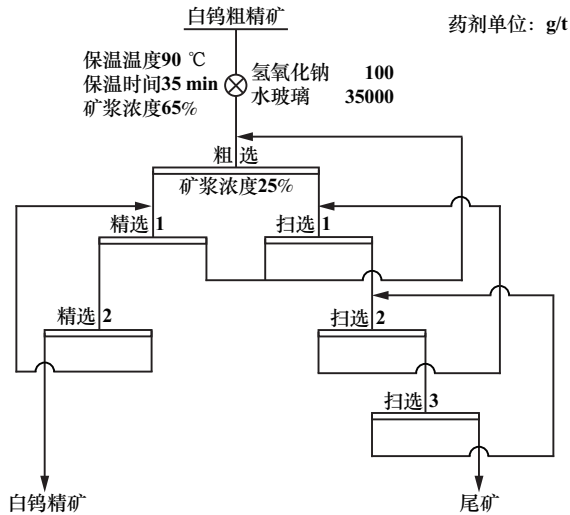 白钨粗精矿
药剂单位：g/t
保温温度90 ℃
保温时间35 min
矿浆浓度65%
氢氧化钠 100
水玻璃 35000
粗选
矿浆浓度25%
精选 1
扫选 1
精选 2
扫选 2
扫选 3
白钨精矿
尾矿